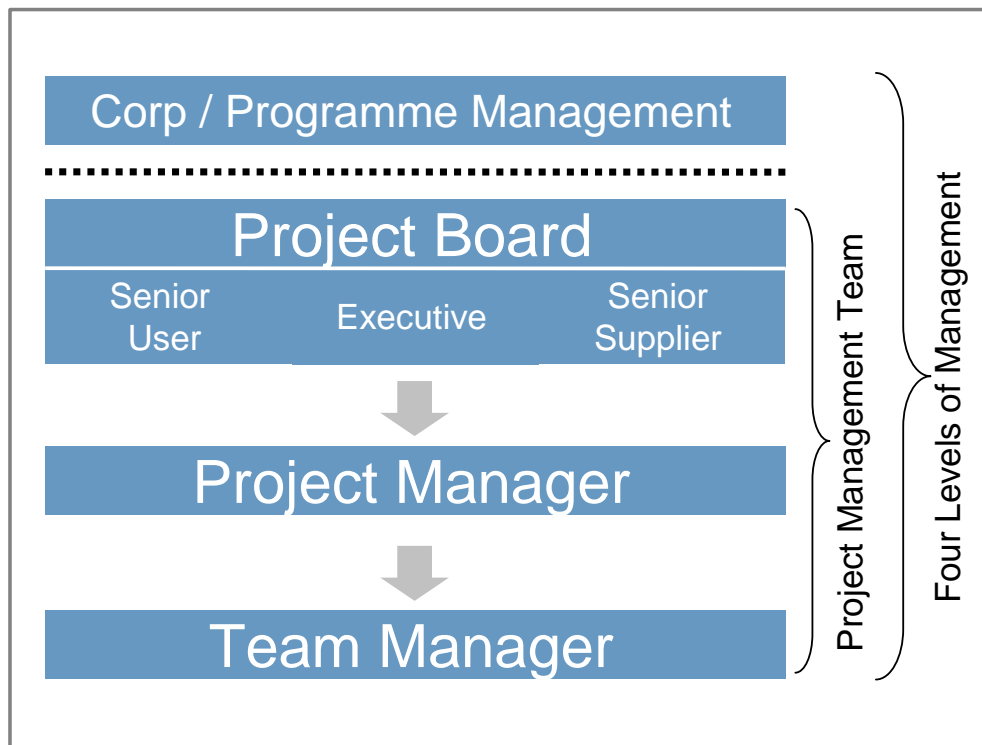 Corp / Programme Management
Project Board
Senior
User
Executive
Senior
Supplier
Project Manager
Team Manager
Project Management Team
Four Levels of Management